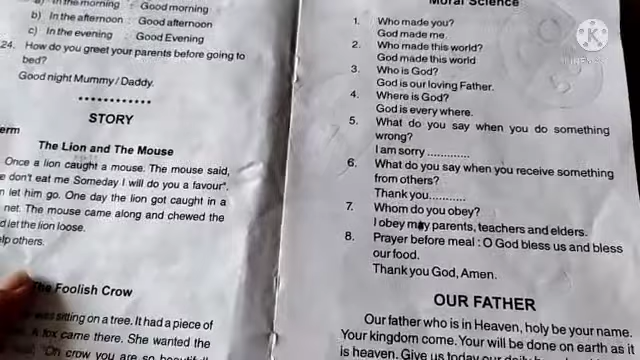 In the morning : Good morning
b) In the afternoon : Good afternoon
c) In the evening : Good Evening
24. How do you greet your parents before going to
bed?
Good night Mummy/Daddy.
STORY
The Lion and The Mouse
Once a lion caught a mouse. The mouse said,
don't eat me Someday I will do you a favour".
let him go. One day the lion got caught in a
net. The mouse came along and chewed the
let the lion loose.
others.
The Foolish Crow
was sitting on a tree. It had a piece of
A fox came there. She wanted the
"Oh crow you are so
Moral Science
1. Who made you?
God made me
2. Who made this world?
God made this world
3. Who is God?
God is our loving Father.
4. Where is God?
God is every where.
5. What do you say when do something
wrong?
I am sorry ............
6. What do you say when you receive something
from others?
Thank you...........
7. Whom do you obey?
I obey my parents, teachers and elders.
8. Prayer before meal : O God bless us and bless
our food.
Thank you God, Amen.
OUR FATHER
Our father who is in Heaven, holy be your name.
Your kingdom come. Your will be done on earth as it
is heaven. Give us today our daily